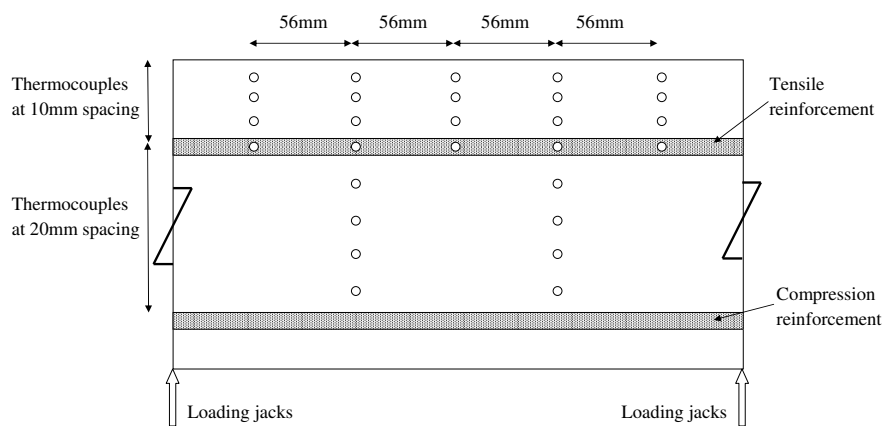 56mm
56mm
56mm
56mm
Thermocouples
at 10mm spacing
Tensile
reinforcement
Thermocouples
at 20mm spacing
Compression
reinforcement
Loading jacks
Loading jacks